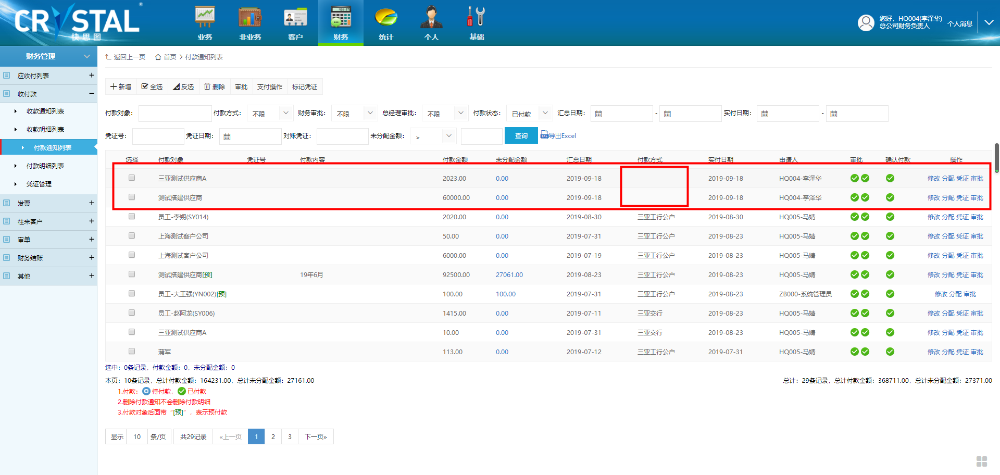 CRYSTAL®
快思图
业务 非业务 客户 财务 统计 个人 基础
您好，HQ004(李泽华)
总公司财务负责人
个人消息
财务管理
应收付列表 +
收付款 −
收款通知列表
收款明细列表
付款通知列表
付款明细列表
凭证管理
发票 +
往来客户 +
审单 +
财务结账 +
其他 +
返回上一页 首页 > 付款通知列表
新增 全选 反选 删除 审批 支付操作 标记凭证
付款对象： 付款方式： 不限 财务审批： 不限 总经理审批： 不限 付款状态： 已付款 汇总日期： - 实付日期： -
凭证号： 凭证日期： 对账凭证： 未分配金额： > 查询 导出Excel
选择 付款对象 凭证号 付款内容 付款金额 未分配金额 汇总日期 付款方式 实付日期 申请人 审批 确认付款 操作
三亚测试供应商A 2023.00 0.00 2019-09-18 2019-09-18 HQ004-李泽华 修改 分配 凭证 审批
测试搭建供应商 60000.00 0.00 2019-09-18 2019-09-18 HQ004-李泽华 修改 分配 凭证 审批
员工-李朔(SY014) 2020.00 0.00 2019-08-30 三亚工行公户 2019-08-30 HQ005-马婧 修改 分配 凭证 审批
上海测试客户公司 50.00 0.00 2019-07-31 三亚工行公户 2019-08-23 HQ005-马婧 修改 分配 凭证 审批
上海测试客户公司 6000.00 0.00 2019-07-19 三亚工行公户 2019-08-23 HQ005-马婧 修改 分配 凭证 审批
测试搭建供应商[预] 19年6月 92500.00 27061.00 2019-08-23 三亚工行公户 2019-08-23 HQ005-马婧 修改 分配 凭证 审批
员工-大王强(YN002)[预] 100.00 100.00 2019-07-31 三亚工行公户 2019-08-23 ZB000-系统管理员 修改 分配 审批
员工-赵阿龙(SY006) 1415.00 0.00 2019-07-11 三亚交行 2019-08-23 HQ005-马婧 修改 分配 凭证 审批
三亚测试供应商A 10.00 0.00 2019-07-31 三亚交行 2019-08-23 HQ005-马婧 修改 分配 凭证 审批
蒲军 113.00 0.00 2019-07-12 三亚工行公户 2019-07-31 HQ005-马婧 修改 分配 凭证 审批
选中：0条记录，付款金额：0，未分配金额：0
本页：10条记录，总计付款金额：164231.00，总计未分配金额：27161.00 总计：29条记录，总计付款金额：368711.00，总计未分配金额：27371.00
1.付款： 待付款， 已付款
2.删除付款通知不会删除付款明细
3.付款对象后面带“[预]”，表示预付款
显示 10 条/页 共29记录 «上一页 1 2 3 下一页»